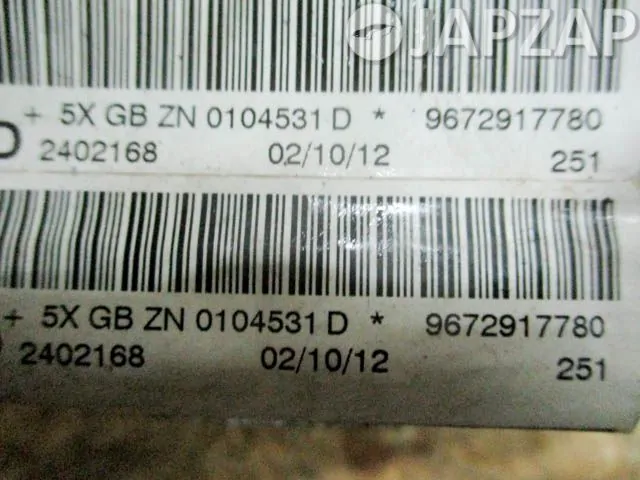 JAPZAP
+ 5X GB ZN 0104531 D * 9672917780
D
2402168 02/10/12 251
+ 5X GB ZN 0104531 D * 9672917780
2402168 02/10/12 251